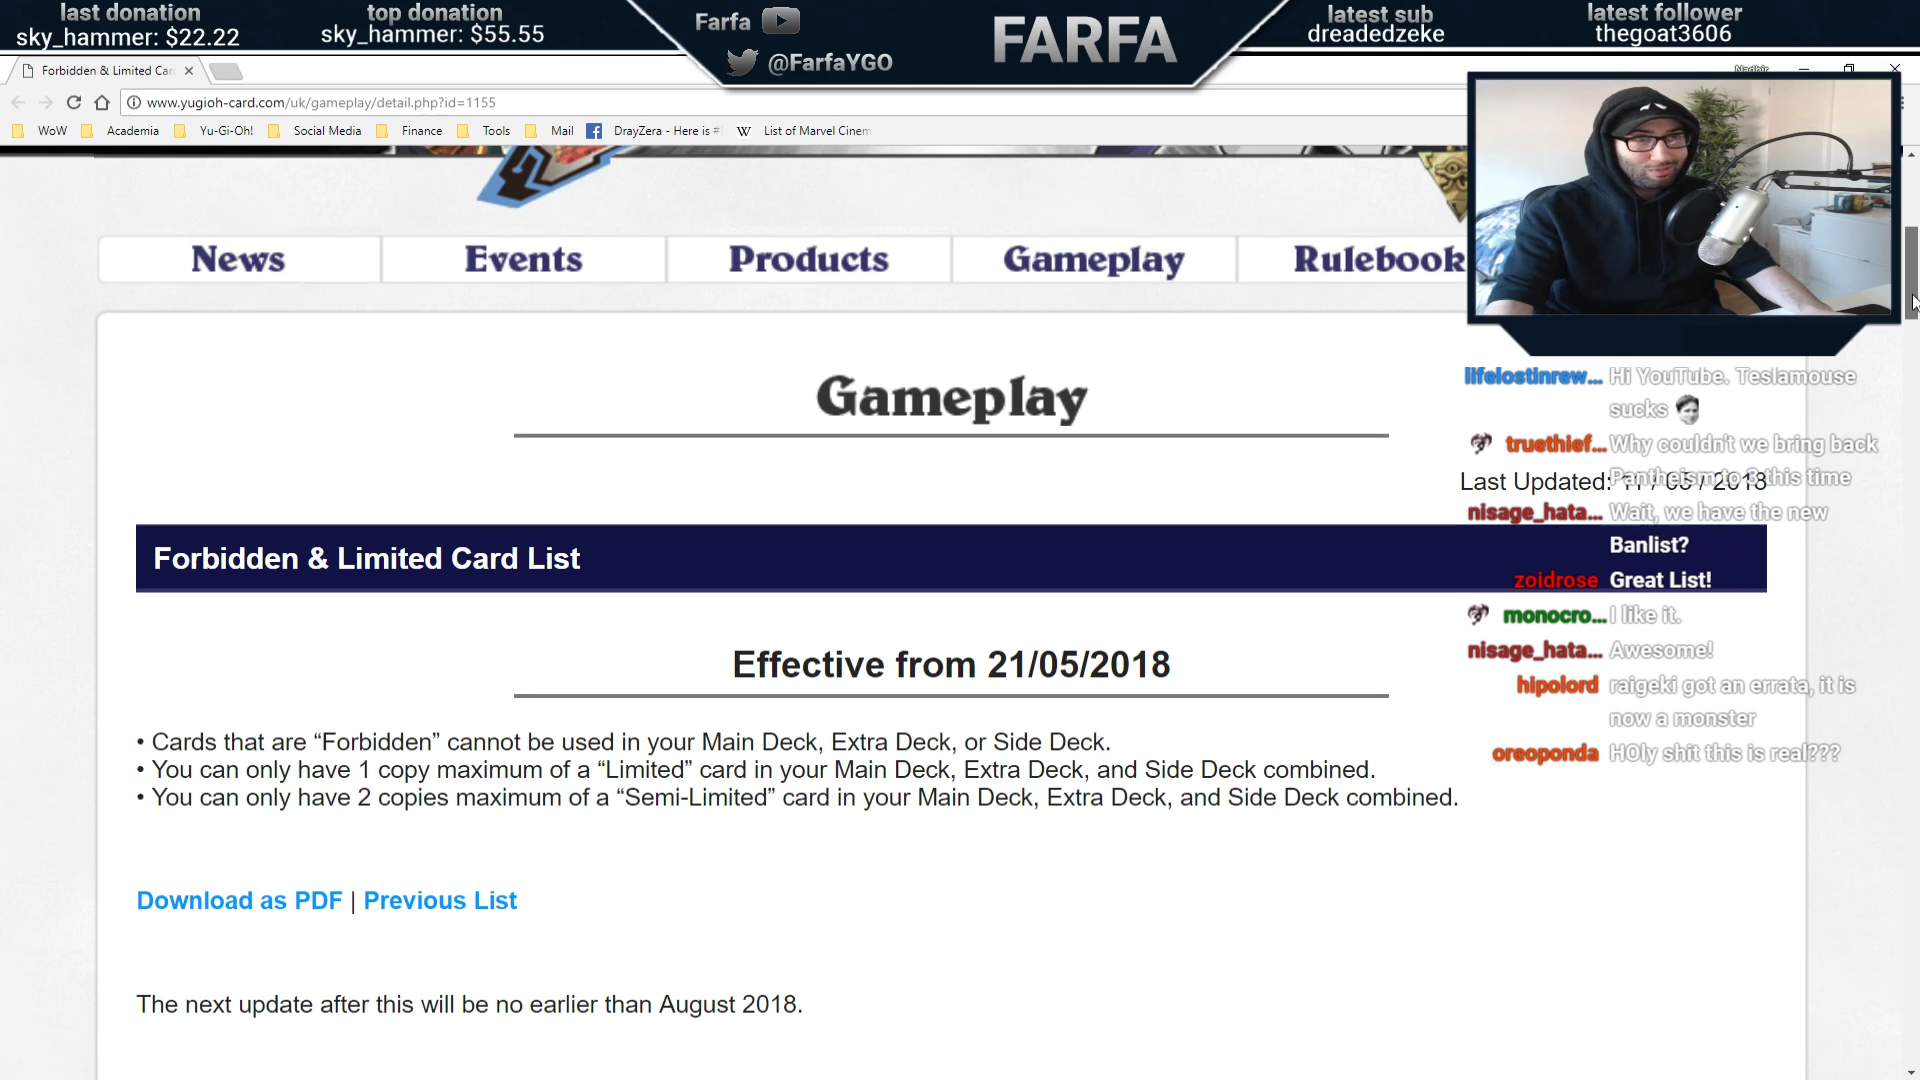 last donation
sky_hammer: $22.22
top donation
sky_hammer: $55.55
Farfa
@FarfaYGO
FARFA
latest sub
dreadedzeke
latest follower
thegoat3606
Forbidden & Limited Car
www.yugioh-card.com/uk/gameplay/detail.php?id=1155
WoW
Academia
Yu-Gi-Oh!
Social Media
Finance
Tools
Mail
DrayZera - Here is #
W List of Marvel Cinem
News
Events
Products
Gameplay
Rulebook
Gameplay
Last Updated: 2018
Forbidden & Limited Card List
Effective from 21/05/2018
• Cards that are “Forbidden” cannot be used in your Main Deck, Extra Deck, or Side Deck.
• You can only have 1 copy maximum of a “Limited” card in your Main Deck, Extra Deck, and Side Deck combined.
• You can only have 2 copies maximum of a “Semi-Limited” card in your Main Deck, Extra Deck, and Side Deck combined.
Download as PDF | Previous List
The next update after this will be no earlier than August 2018.
lifelostinrew... Hi YouTube. Teslamouse
sucks
truethief... Why couldn't we bring back
Pantheism to 3 this time
nisage_hata... Wait, we have the new
Banlist?
zoidrose Great List!
monocro... I like it.
nisage_hata... Awesome!
hipolord raigeki got an errata, it is
now a monster
oreoponda HOly shit this is real???